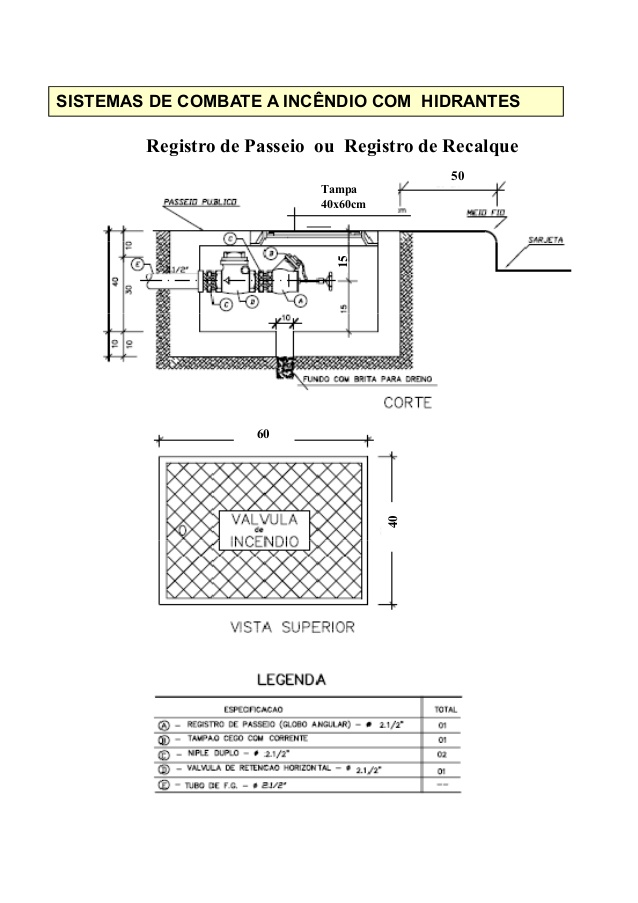 SISTEMAS DE COMBATE A INCÊNDIO COM HIDRANTES
Registro de Passeio ou Registro de Recalque
50
Tampa
40x60cm
m
PASSEIO PUBLICO
MEIO FIO
SARJETA
10
40
30
10
10
E
2.1/2"
C
B
C
D
A
15
15
10
FUNDO COM BRITA PARA DRENO
CORTE
60
40
VALVULA
de
INCENDIO
VISTA SUPERIOR
LEGENDA
ESPECIFICACAO TOTAL
A – REGISTRO DE PASSEIO (GLOBO ANGULAR) – ø 2.1/2" 01
B – TAMPAO CEGO COM CORRENTE 01
C – NIPLE DUPLO – ø 2.1/2" 02
D – VALVULA DE RETENCAO HORIZONTAL – ø 2.1/2" 01
E – TUBO DE F.G. – ø 2.1/2" --